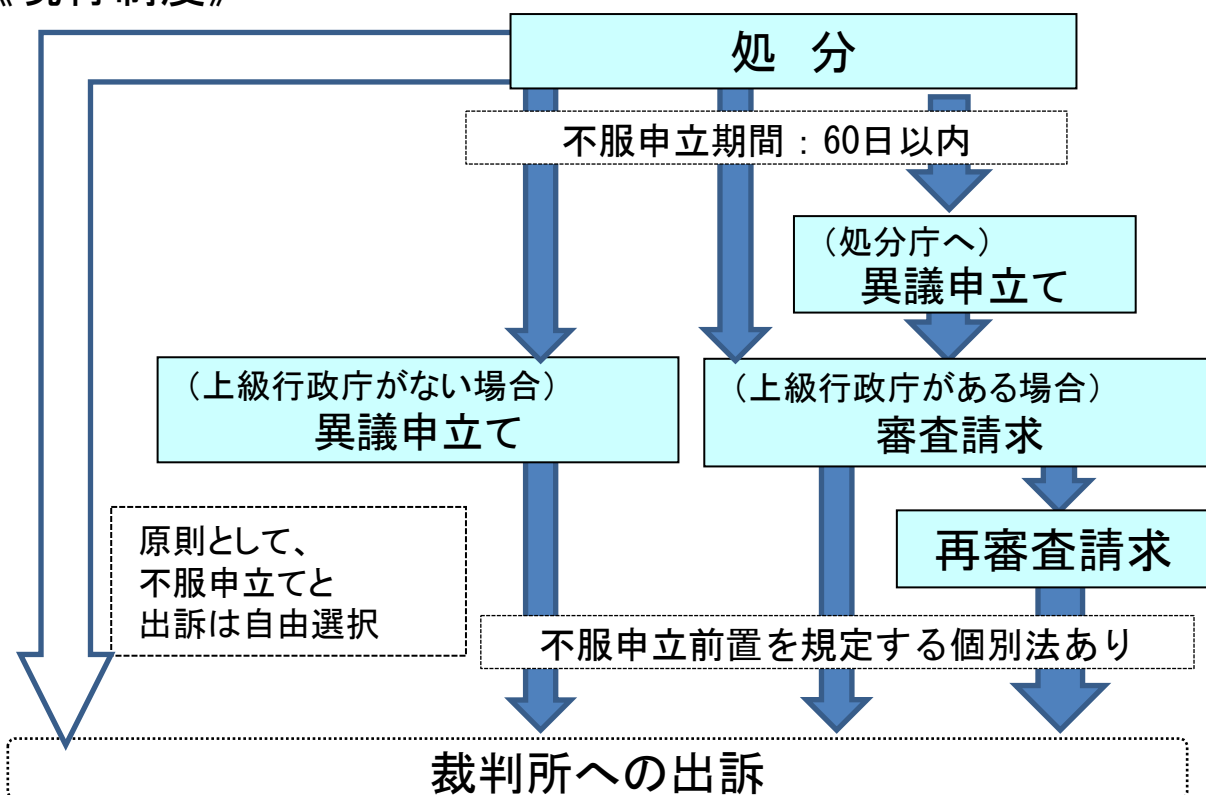 処 分
不服申立期間：60日以内
（処分庁へ）
異議申立て
（上級行政庁がない場合）
異議申立て
（上級行政庁がある場合）
審査請求
原則として、
不服申立てと
出訴は自由選択
再審査請求
不服申立前置を規定する個別法あり
裁判所への出訴